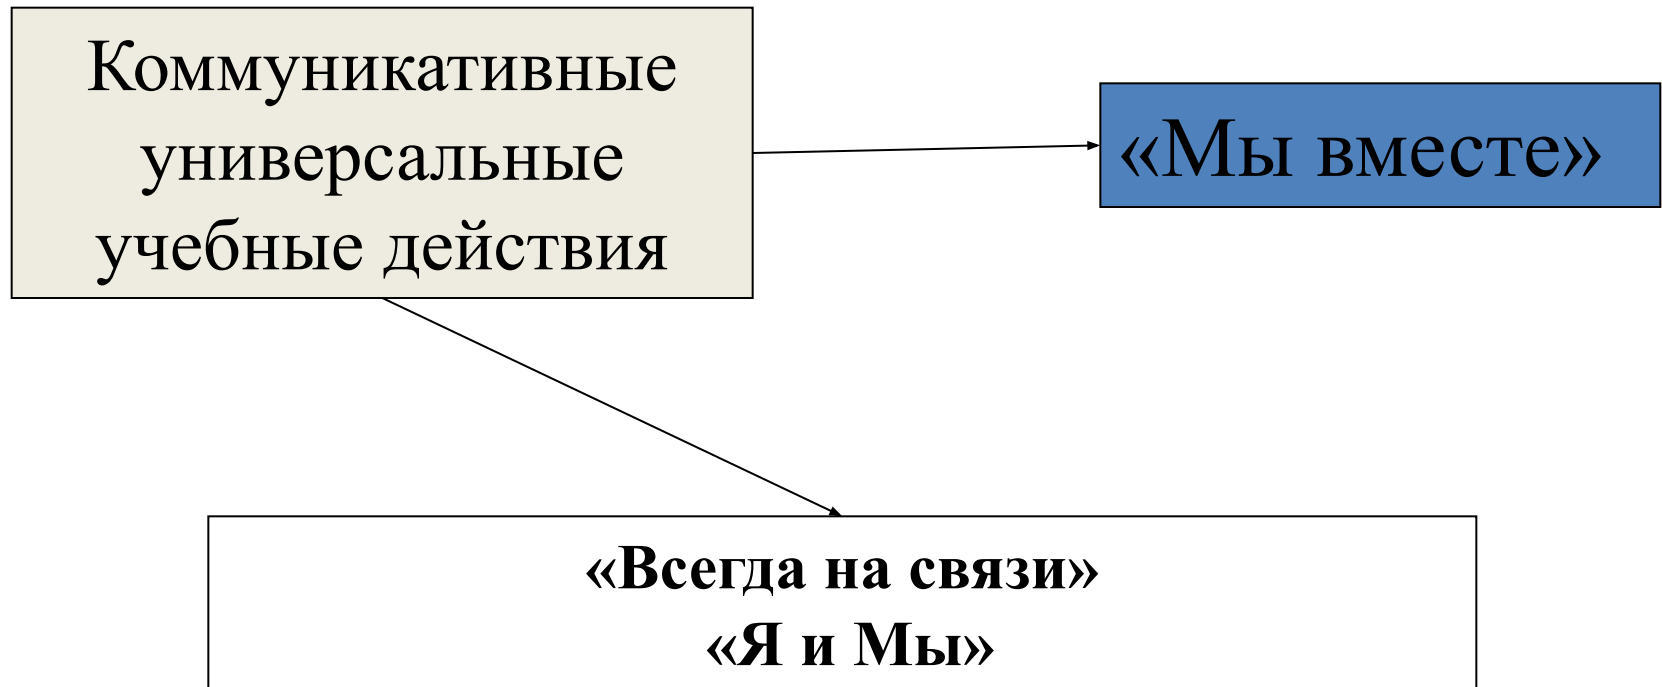 Коммуникативные
универсальные
учебные действия
«Мы вместе»
«Всегда на связи»
«Я и Мы»